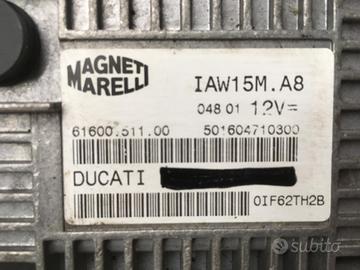 MAGNETI
MARELLI
IAW15M.A8
048 01 12V=
61600.511.00 501604710300
DUCATI
0IF62TH2B
subito